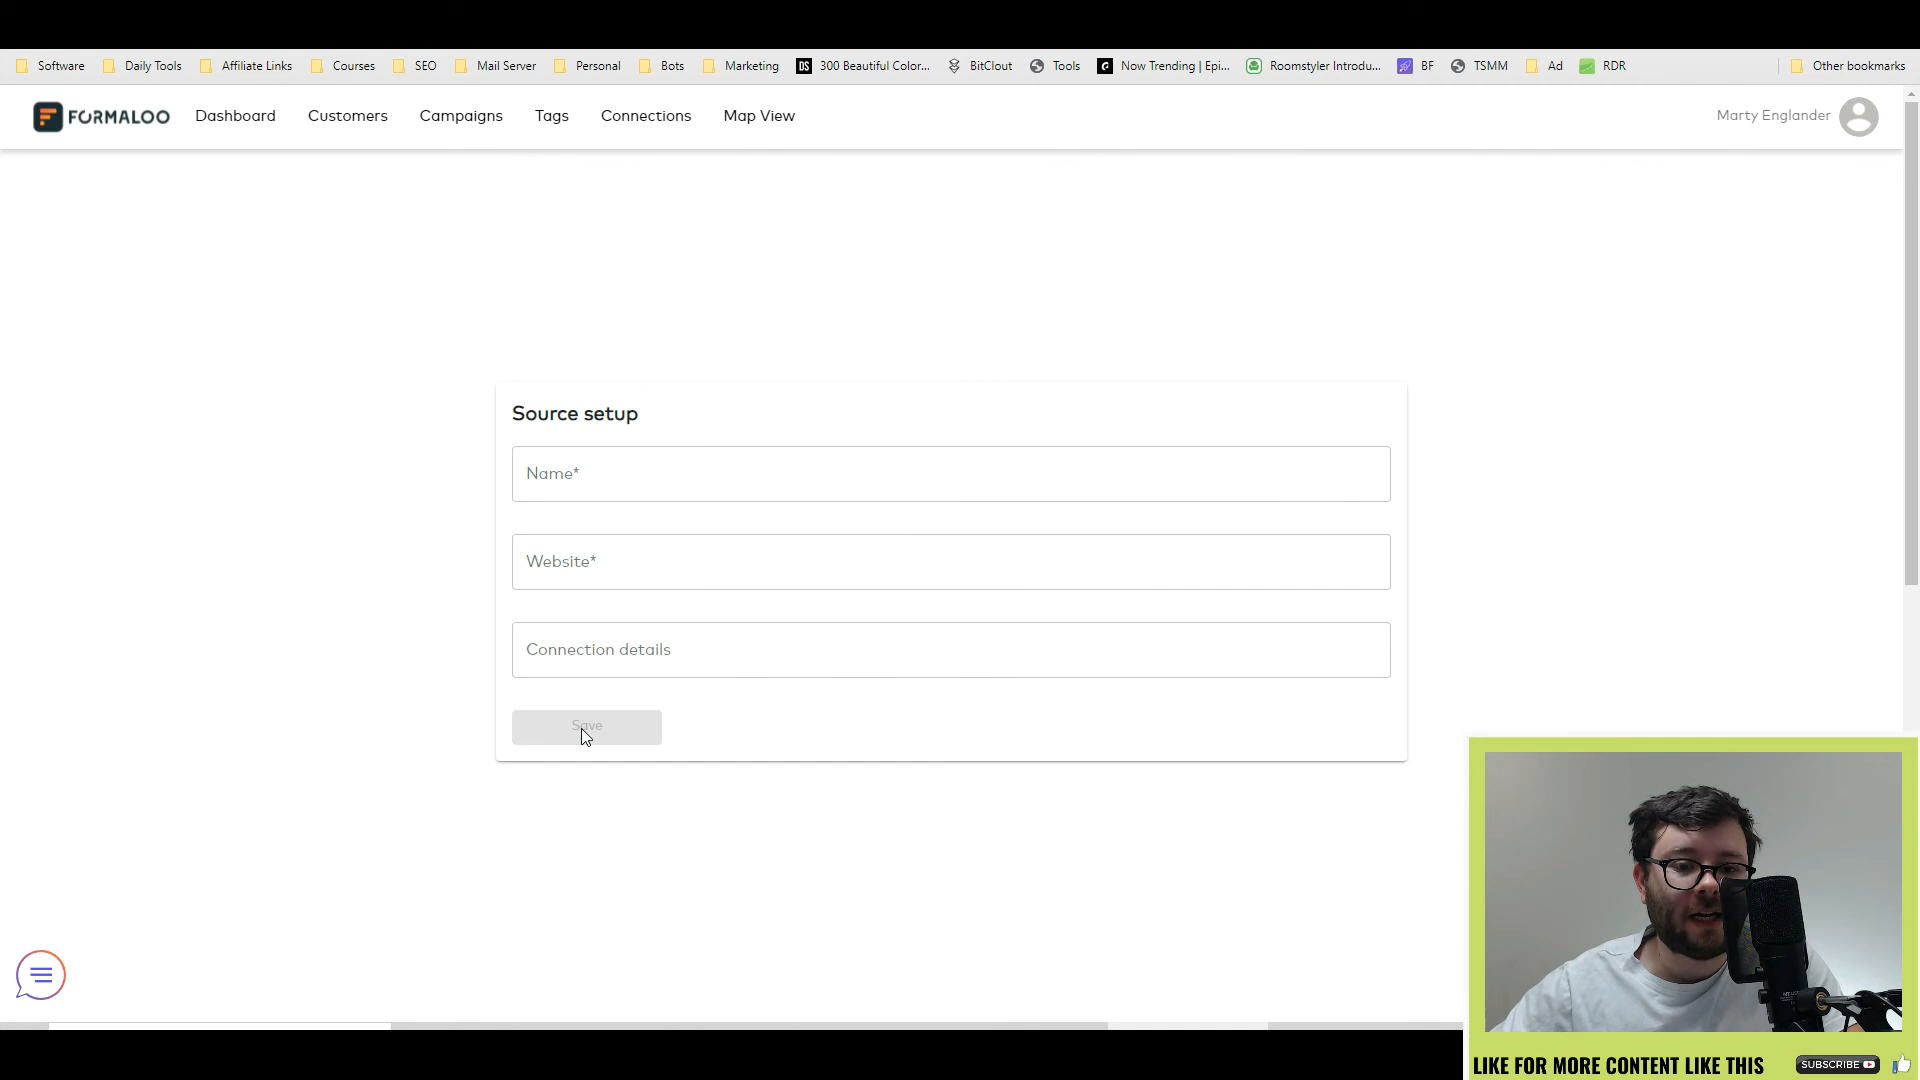 Software Daily Tools Affiliate Links Courses SEO Mail Server Personal Bots Marketing DS 300 Beautiful Color... BitClout Tools G Now Trending | Epi... Roomstyler Introdu... BF TSMM Ad RDR Other bookmarks
FORMALOO Dashboard Customers Campaigns Tags Connections Map View Marty Englander
Source setup
Name*
Website*
Connection details
Save
LIKE FOR MORE CONTENT LIKE THIS SUBSCRIBE